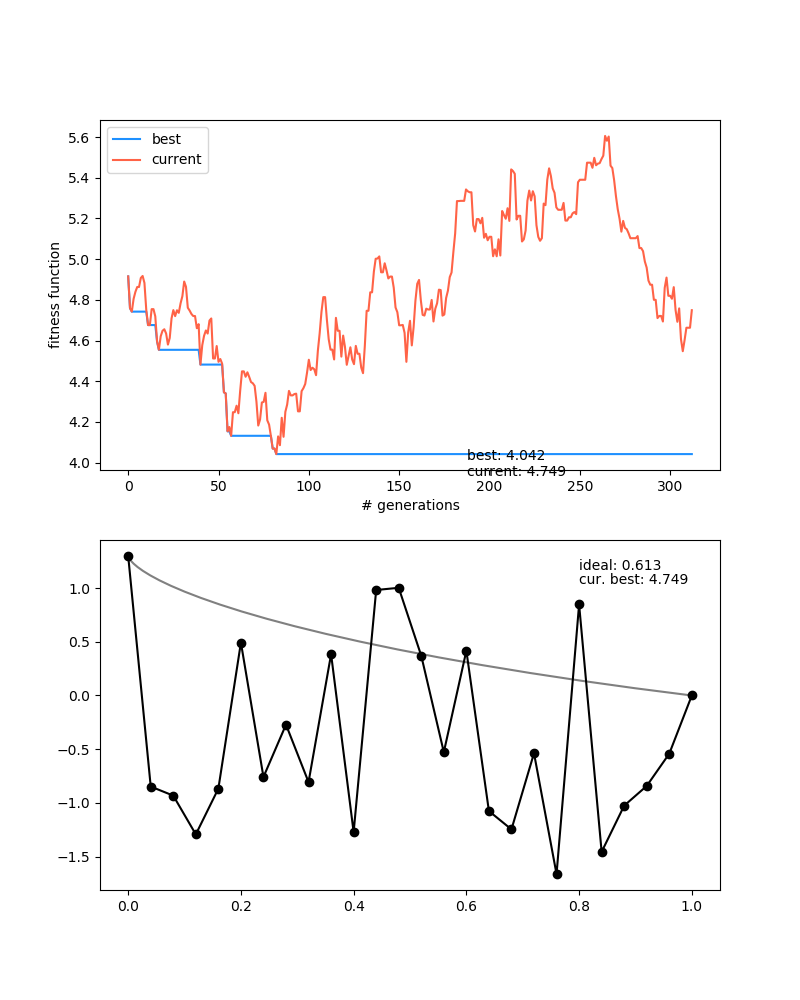 best
current
5.6
5.4
5.2
5.0
4.8
4.6
4.4
4.2
4.0
fitness function
best: 4.042
current: 4.749
0 50 100 150 200 250 300
# generations
ideal: 0.613
cur. best: 4.749
1.0
0.5
0.0
−0.5
−1.0
−1.5
0.0 0.2 0.4 0.6 0.8 1.0